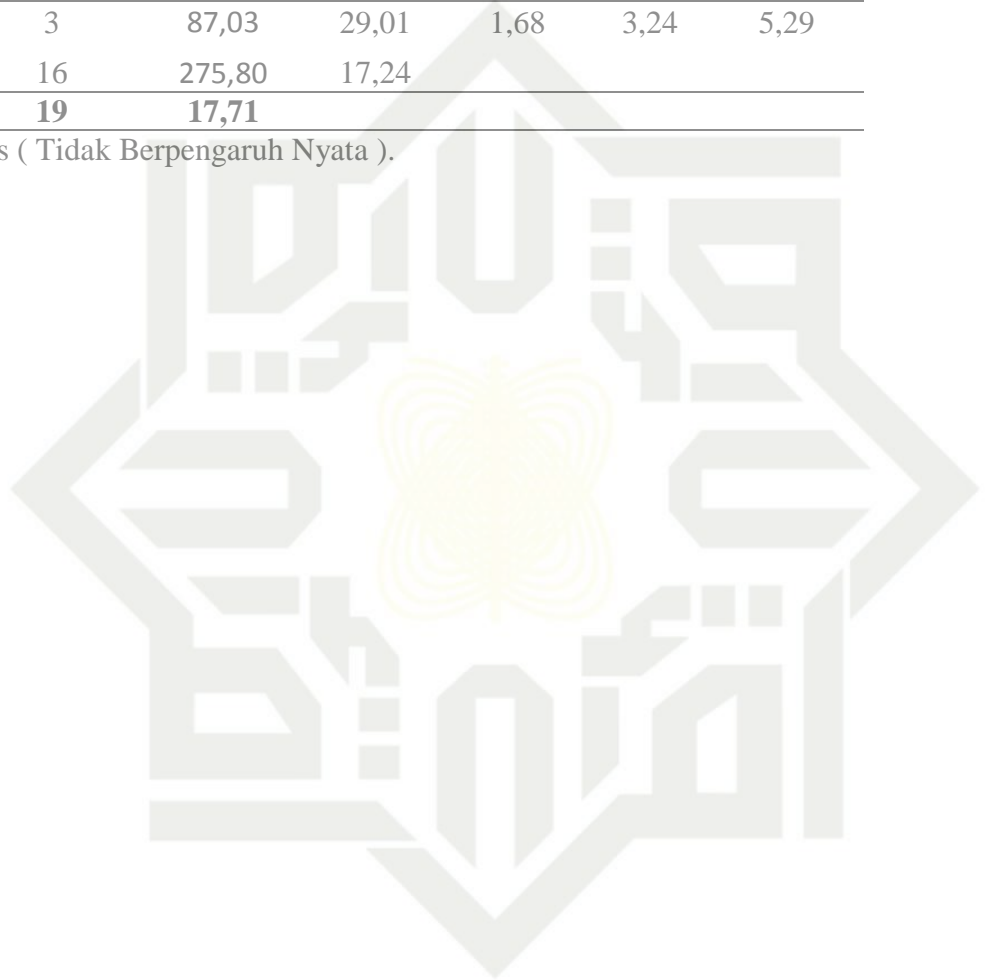 3 87,03 29,01 1,68 3,24 5,29
16 275,80 17,24
19 17,71
s ( Tidak Berpengaruh Nyata ).